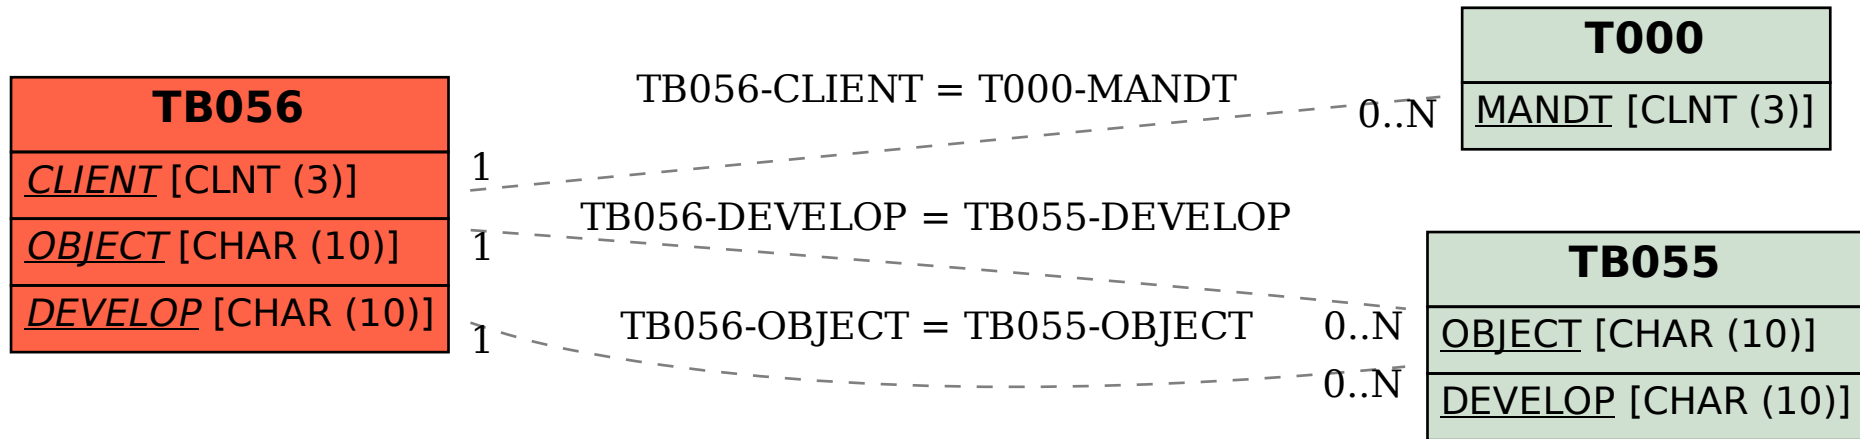 TB056
CLIENT [CLNT (3)]
OBJECT [CHAR (10)]
DEVELOP [CHAR (10)]
TB056-CLIENT = T000-MANDT
1
0..N
TB056-DEVELOP = TB055-DEVELOP
1
0..N
TB056-OBJECT = TB055-OBJECT
1
0..N
T000
MANDT [CLNT (3)]
TB055
OBJECT [CHAR (10)]
DEVELOP [CHAR (10)]